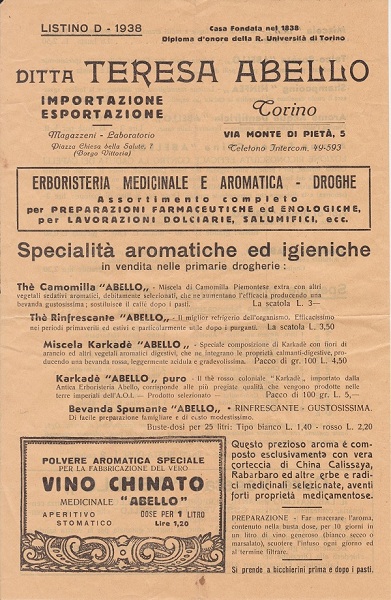 LISTINO D - 1938
Casa Fondata nel 1838
Diploma d'onore della R. Università di Torino
DITTA TERESA ABELLO
IMPORTAZIONE
ESPORTAZIONE
Torino
Magazzeni - Laboratorio
Piazza Chiesa bella Salute, 7
(Borgo Vittoria)
VIA MONTE DI PIETÀ, 5
Telefono Intercom. 49-593
ERBORISTERIA MEDICINALE E AROMATICA - DROGHE
Assortimento completo
per PREPARAZIONI FARMACEUTICHE ed ENOLOGICHE,
per LAVORAZIONI DOLCIARIE, SALUMIFICI, ecc.
Specialità aromatiche ed igieniche
in vendita nelle primarie drogherie :
Thè Camomilla "ABELLO„ - Miscela di Camomilla Piemontese extra con altri
vegetali sedativi aromatici, debitamente selezionati, che ne aumentano l'efficacia producendo una
bevanda gustosissima ; sostituisce il caffè dopo i pasti. La scatola L. 3—
Thè Rinfrescante "ABELLO„ - Il miglior refrigerio dell'organismo. Efficacissimo
nei periodi primaverili ed estivi e particolarmente utile dopo i purganti. La scatola L. 3,50
Miscela Karkadè "ABELLO„ - Speciale composizione di Karkadè con fiori di
arancio ed altri vegetali digestivi aromatici, che ne integrano le proprietà calmanti-digestive, produ-
cendo una bevanda rossa, leggermente acidula e gradevolissima. Pacco di gr. 100 L. 4,50
Karkadè "ABELLO„ puro - Il thè rosso coloniale "Karkadè„ importato dalla
Antica Erboristeria Abello, corrisponde alle più pregiate qualità che vengono prodotte nelle
terre imperiali dell'A.O.I. — Prodotto selezionato - Pacco di 100 gr. L. 5,—
Bevanda Spumante "ABELLO„ - RINFRESCANTE - GUSTOSISSIMA.
Di facile preparazione famigliare e di costo modestissimo.
Buste-dosi per 25 litri: Tipo bianco L. 1,40 - rosso L. 2,20
POLVERE AROMATICA SPECIALE
PER LA FABBRICAZIONE DEL VERO
VINO CHINATO
MEDICINALE "ABELLO"
APERITIVO
STOMATICO
DOSE PER 1 LITRO
Lire 1,20
Questo prezioso aroma è com-
posto esclusivamente con vera
corteccia di China Calissaya,
Rabarbaro ed altre erbe e radi-
ci medicinali selezionate, aventi
forti proprietà medicamentose.
PREPARAZIONE - Far macerare l'aroma,
contenuto nella busta dose, per 10 giorni in
un litro di vino generoso (bianco secco o
marsalato), scuotere l'infuso ogni giorno ed
al termine filtrare.
Si prende a bicchierini prima e dopo i pasti.